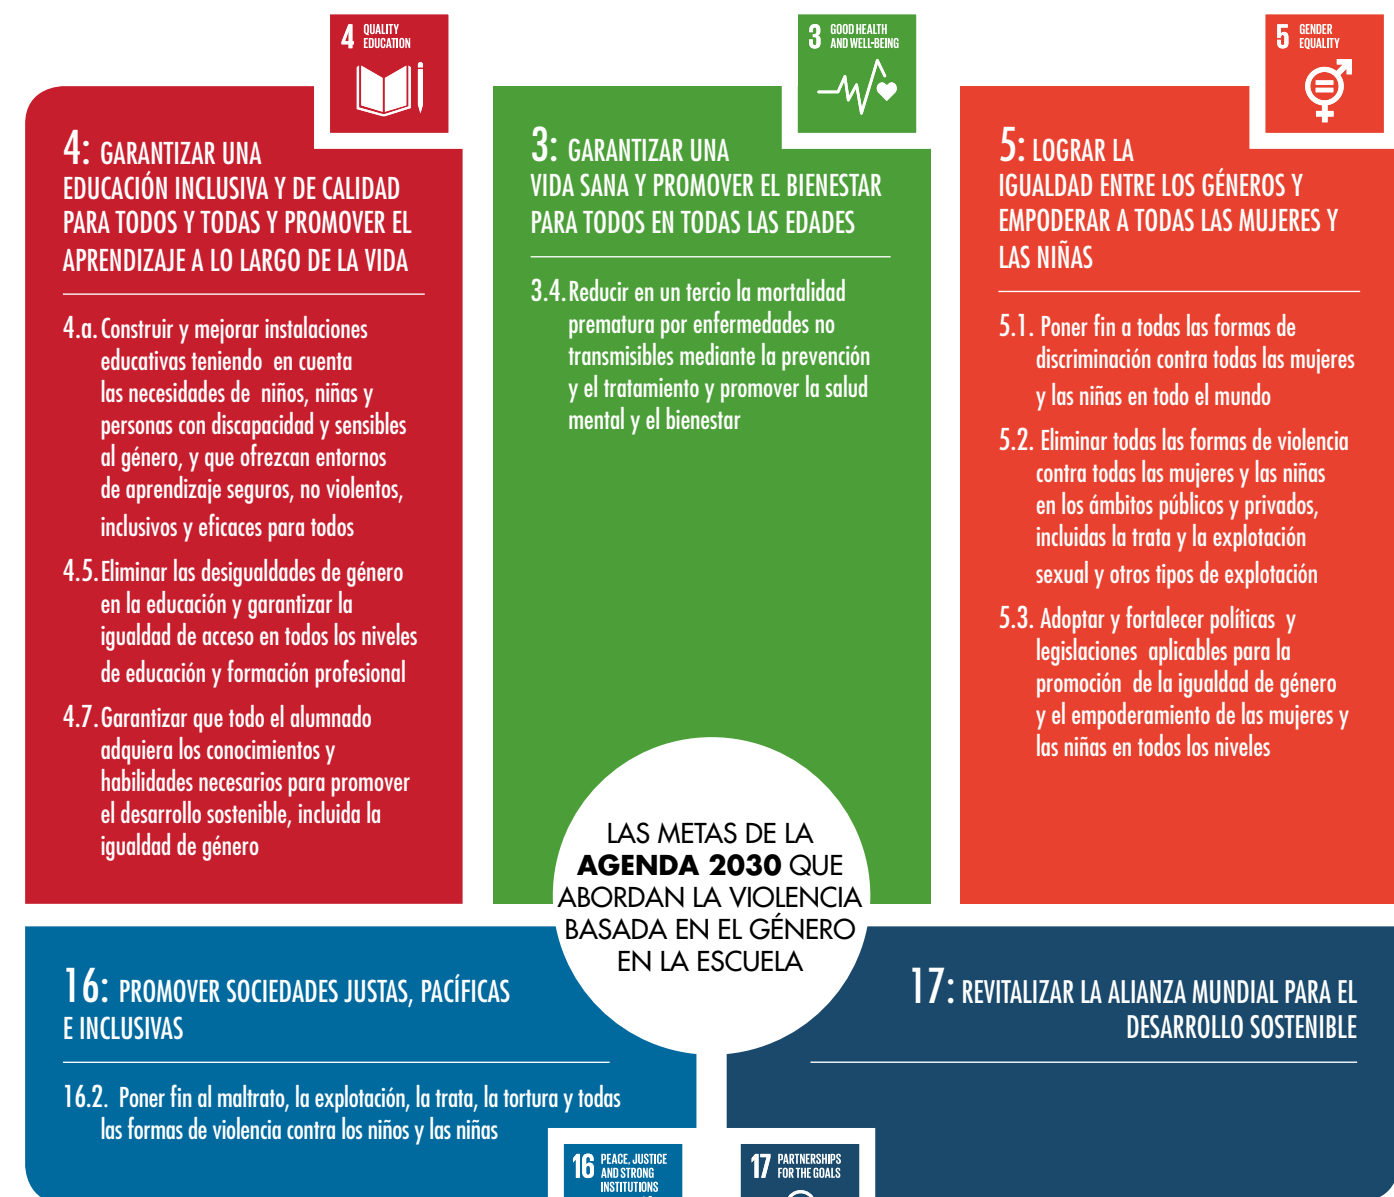 4 QUALITY
EDUCATION
4: GARANTIZAR UNA
EDUCACIÓN INCLUSIVA Y DE CALIDAD
PARA TODOS Y TODAS Y PROMOVER EL
APRENDIZAJE A LO LARGO DE LA VIDA
4.a. Construir y mejorar instalaciones
educativas teniendo en cuenta
las necesidades de niños, niñas y
personas con discapacidad y sensibles
al género, y que ofrezcan entornos
de aprendizaje seguros, no violentos,
inclusivos y eficaces para todos
4.5. Eliminar las desigualdades de género
en la educación y garantizar la
igualdad de acceso en todos los niveles
de educación y formación profesional
4.7. Garantizar que todo el alumnado
adquiera los conocimientos y
habilidades necesarios para promover
el desarrollo sostenible, incluida la
igualdad de género
3 GOOD HEALTH
AND WELL-BEING
3: GARANTIZAR UNA
VIDA SANA Y PROMOVER EL BIENESTAR
PARA TODOS EN TODAS LAS EDADES
3.4. Reducir en un tercio la mortalidad
prematura por enfermedades no
transmisibles mediante la prevención
y el tratamiento y promover la salud
mental y el bienestar
5 GENDER
EQUALITY
5: LOGRAR LA
IGUALDAD ENTRE LOS GÉNEROS Y
EMPODERAR A TODAS LAS MUJERES Y
LAS NIÑAS
5.1. Poner fin a todas las formas de
discriminación contra todas las mujeres
y las niñas en todo el mundo
5.2. Eliminar todas las formas de violencia
contra todas las mujeres y las niñas
en los ámbitos públicos y privados,
incluidas la trata y la explotación
sexual y otros tipos de explotación
5.3. Adoptar y fortalecer políticas y
legislaciones aplicables para la
promoción de la igualdad de género
y el empoderamiento de las mujeres y
las niñas en todos los niveles
LAS METAS DE LA
AGENDA 2030 QUE
ABORDAN LA VIOLENCIA
BASADA EN EL GÉNERO
EN LA ESCUELA
16: PROMOVER SOCIEDADES JUSTAS, PACÍFICAS
E INCLUSIVAS
16.2. Poner fin al maltrato, la explotación, la trata, la tortura y todas
las formas de violencia contra los niños y las niñas
16 PEACE, JUSTICE
AND STRONG
INSTITUTIONS
17: REVITALIZAR LA ALIANZA MUNDIAL PARA EL
DESARROLLO SOSTENIBLE
17 PARTNERSHIPS
FOR THE GOALS